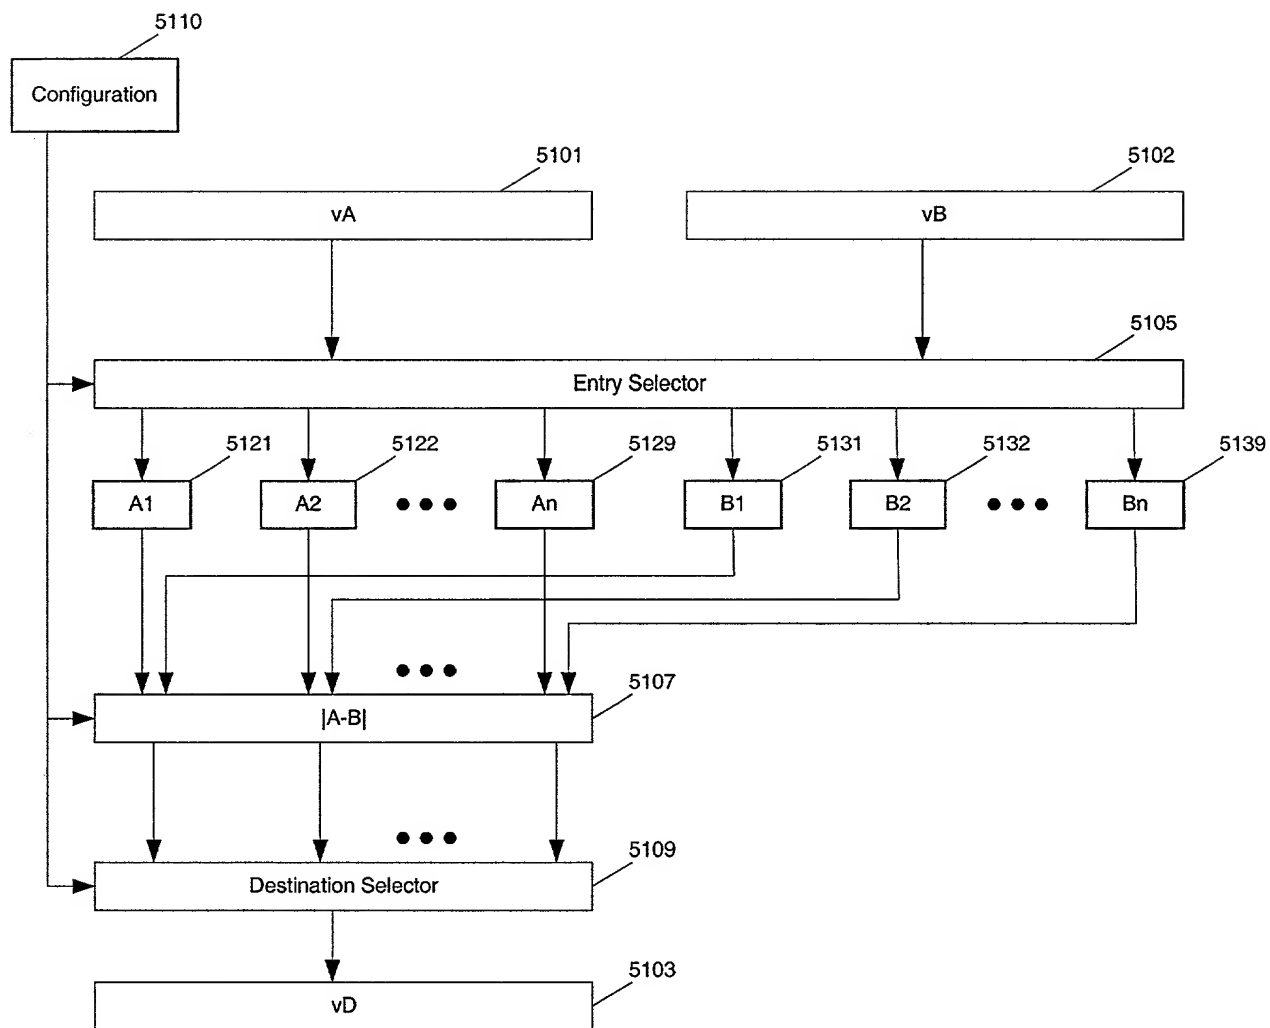 5110
Configuration
5101
5102
vA
vB
5105
Entry Selector
5121
5122
5129
5131
5132
5139
A1
A2
An
B1
B2
Bn
5107
|A-B|
5109
Destination Selector
5103
vD